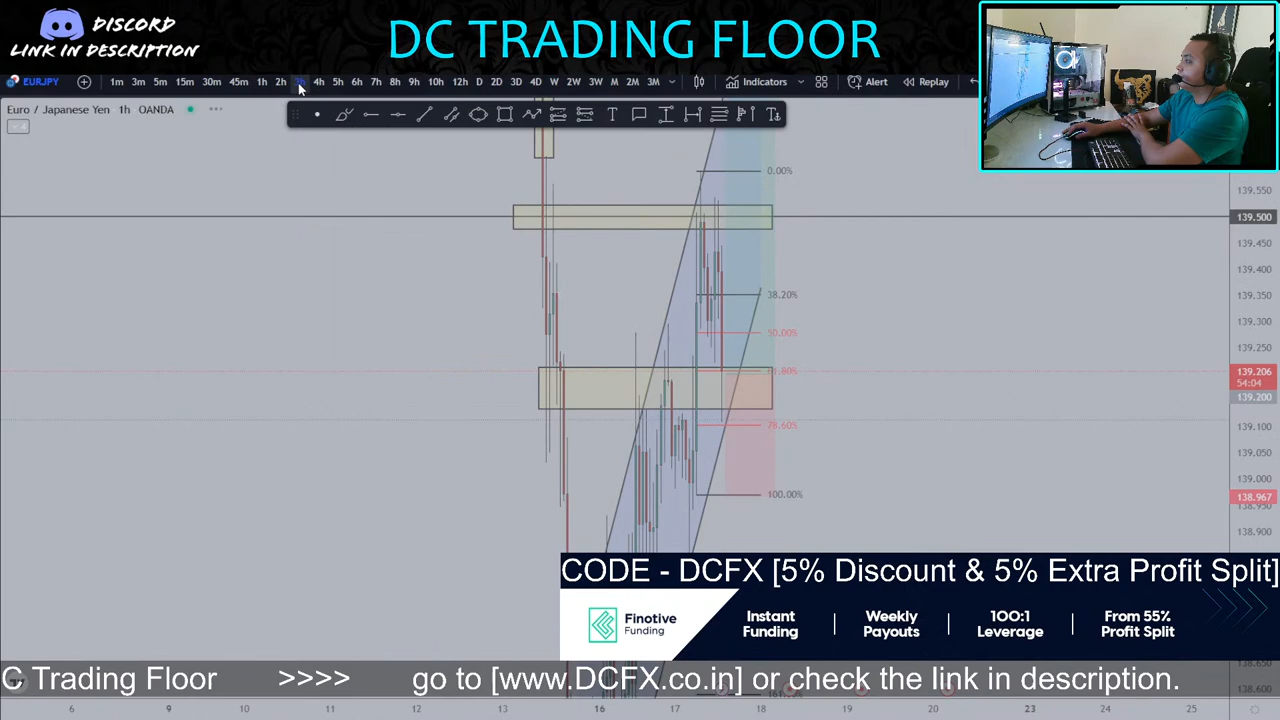 DISCORD
LINK IN DESCRIPTION
DC TRADING FLOOR
EURJPY 1m 3m 5m 15m 30m 45m 1h 2h 3h 4h 5h 6h 7h 8h 9h 10h 12h D 2D 3D 4D W 2W 3W M 2M 3M Indicators Alert Replay
Euro / Japanese Yen 1h OANDA
0.00%
139.550
139.500
139.450
139.400
38.20%
139.350
139.300
50.00%
139.250
139.206
54:04
139.200
78.60%
139.100
139.050
139.000
100.00%
138.967
138.950
138.900
CODE - DCFX [5% Discount & 5% Extra Profit Split]
Finotive
Funding
Instant
Funding
Weekly
Payouts
100:1
Leverage
From 55%
Profit Split
C Trading Floor >>>> go to [www.DCFX.co.in] or check the link in description.
138.600
6 9 10 11 12 13 16 17 18 19 20 23 24 25